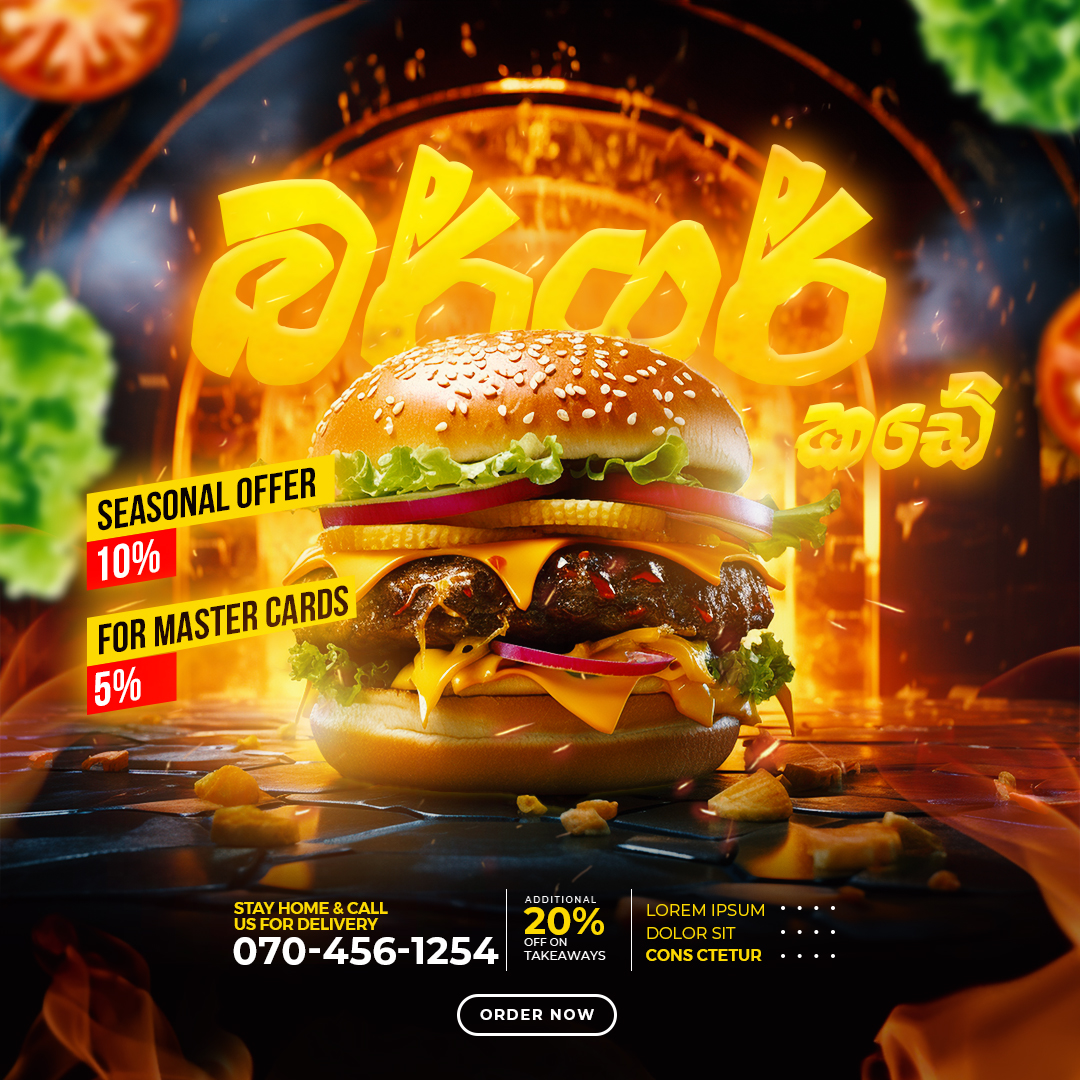 බර්ගර්
කඩේ
SEASONAL OFFER
10%
FOR MASTER CARDS
5%
STAY HOME & CALL
US FOR DELIVERY
070-456-1254
ADDITIONAL
20%
OFF ON
TAKEAWAYS
LOREM IPSUM
DOLOR SIT
CONS CTETUR
ORDER NOW